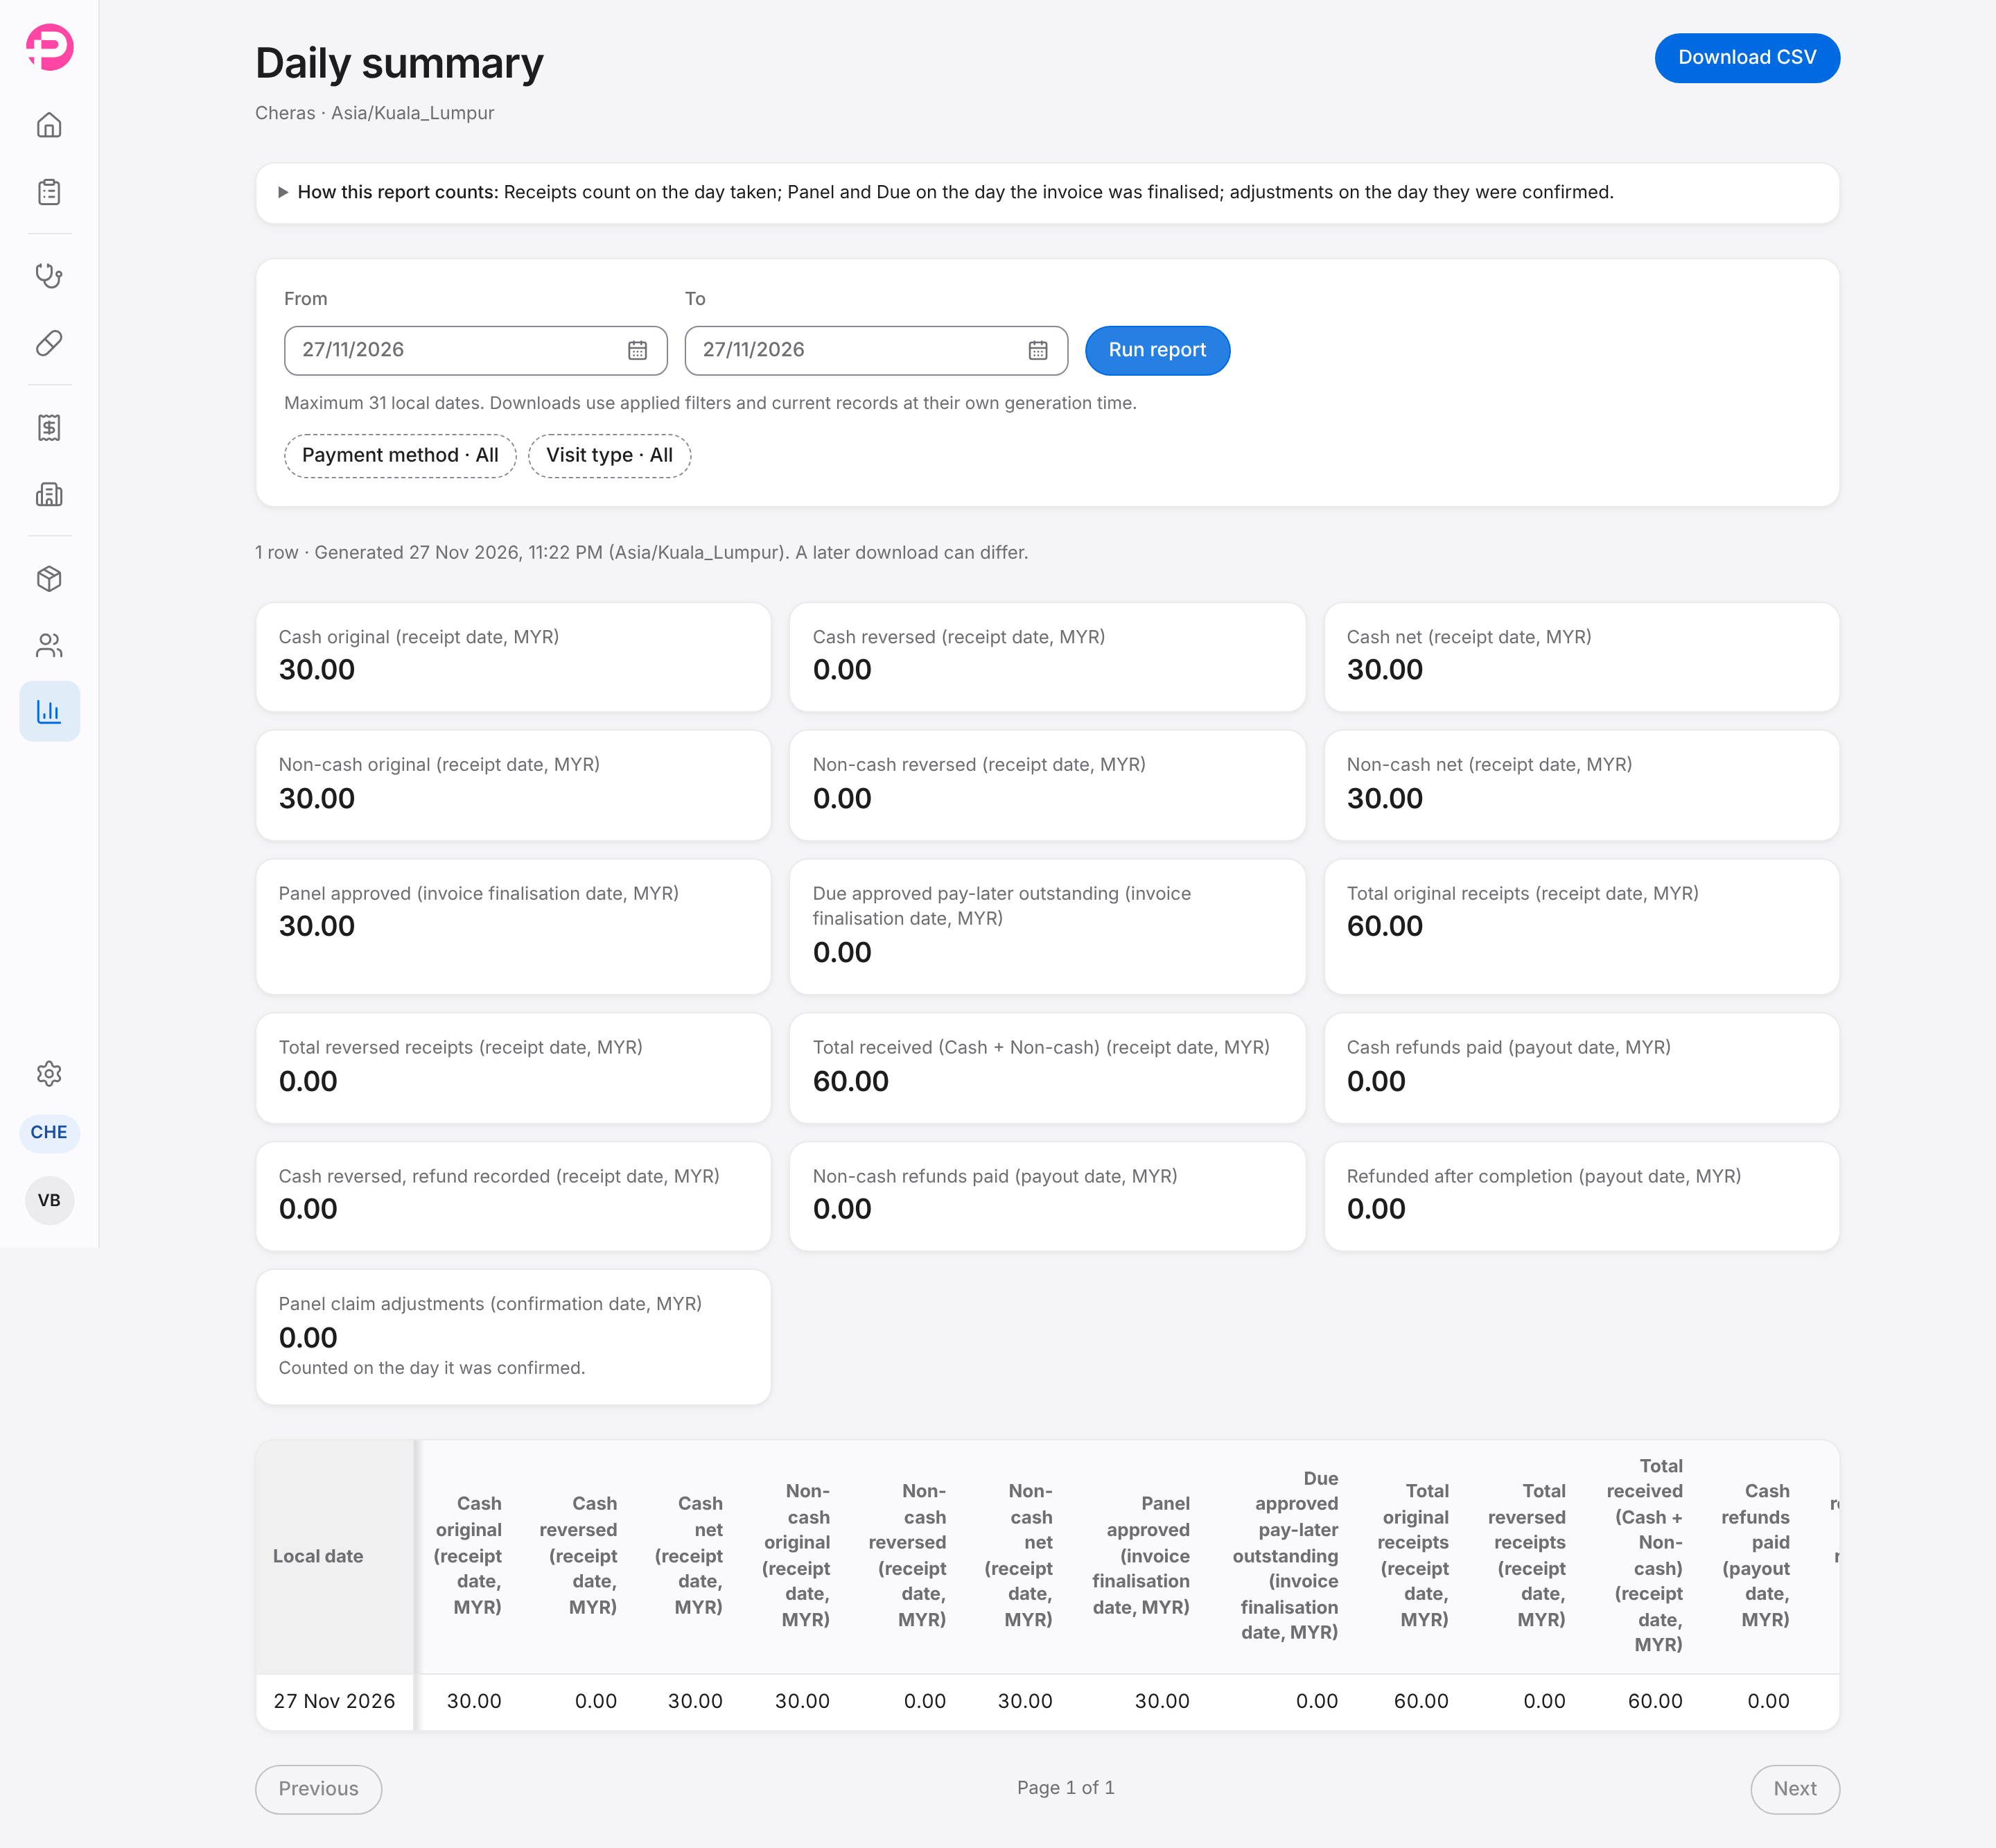 Daily summary
Download CSV
Cheras · Asia/Kuala_Lumpur
How this report counts: Receipts count on the day taken; Panel and Due on the day the invoice was finalised; adjustments on the day they were confirmed.
From
To
27/11/2026
27/11/2026
Run report
Maximum 31 local dates. Downloads use applied filters and current records at their own generation time.
Payment method · All
Visit type · All
1 row · Generated 27 Nov 2026, 11:22 PM (Asia/Kuala_Lumpur). A later download can differ.
Cash original (receipt date, MYR)
30.00
Cash reversed (receipt date, MYR)
0.00
Cash net (receipt date, MYR)
30.00
Non-cash original (receipt date, MYR)
30.00
Non-cash reversed (receipt date, MYR)
0.00
Non-cash net (receipt date, MYR)
30.00
Panel approved (invoice finalisation date, MYR)
30.00
Due approved pay-later outstanding (invoice
finalisation date, MYR)
0.00
Total original receipts (receipt date, MYR)
60.00
Total reversed receipts (receipt date, MYR)
0.00
Total received (Cash + Non-cash) (receipt date, MYR)
60.00
Cash refunds paid (payout date, MYR)
0.00
Cash reversed, refund recorded (receipt date, MYR)
0.00
Non-cash refunds paid (payout date, MYR)
0.00
Refunded after completion (payout date, MYR)
0.00
Panel claim adjustments (confirmation date, MYR)
0.00
Counted on the day it was confirmed.
CHE
VB
Local date
Cash
original
(receipt
date,
MYR)
Cash
reversed
(receipt
date,
MYR)
Cash
net
(receipt
date,
MYR)
Non-
cash
original
(receipt
date,
MYR)
Non-
cash
reversed
(receipt
date,
MYR)
Non-
cash
net
(receipt
date,
MYR)
Panel
approved
(invoice
finalisation
date, MYR)
Due
approved
pay-later
outstanding
(invoice
finalisation
date, MYR)
Total
original
receipts
(receipt
date,
MYR)
Total
reversed
receipts
(receipt
date,
MYR)
Total
received
(Cash +
Non-
cash)
(receipt
date,
MYR)
Cash
refunds
paid
(payout
date,
MYR)
27 Nov 2026 30.00 0.00 30.00 30.00 0.00 30.00 30.00 0.00 60.00 0.00 60.00 0.00
Previous
Page 1 of 1
Next